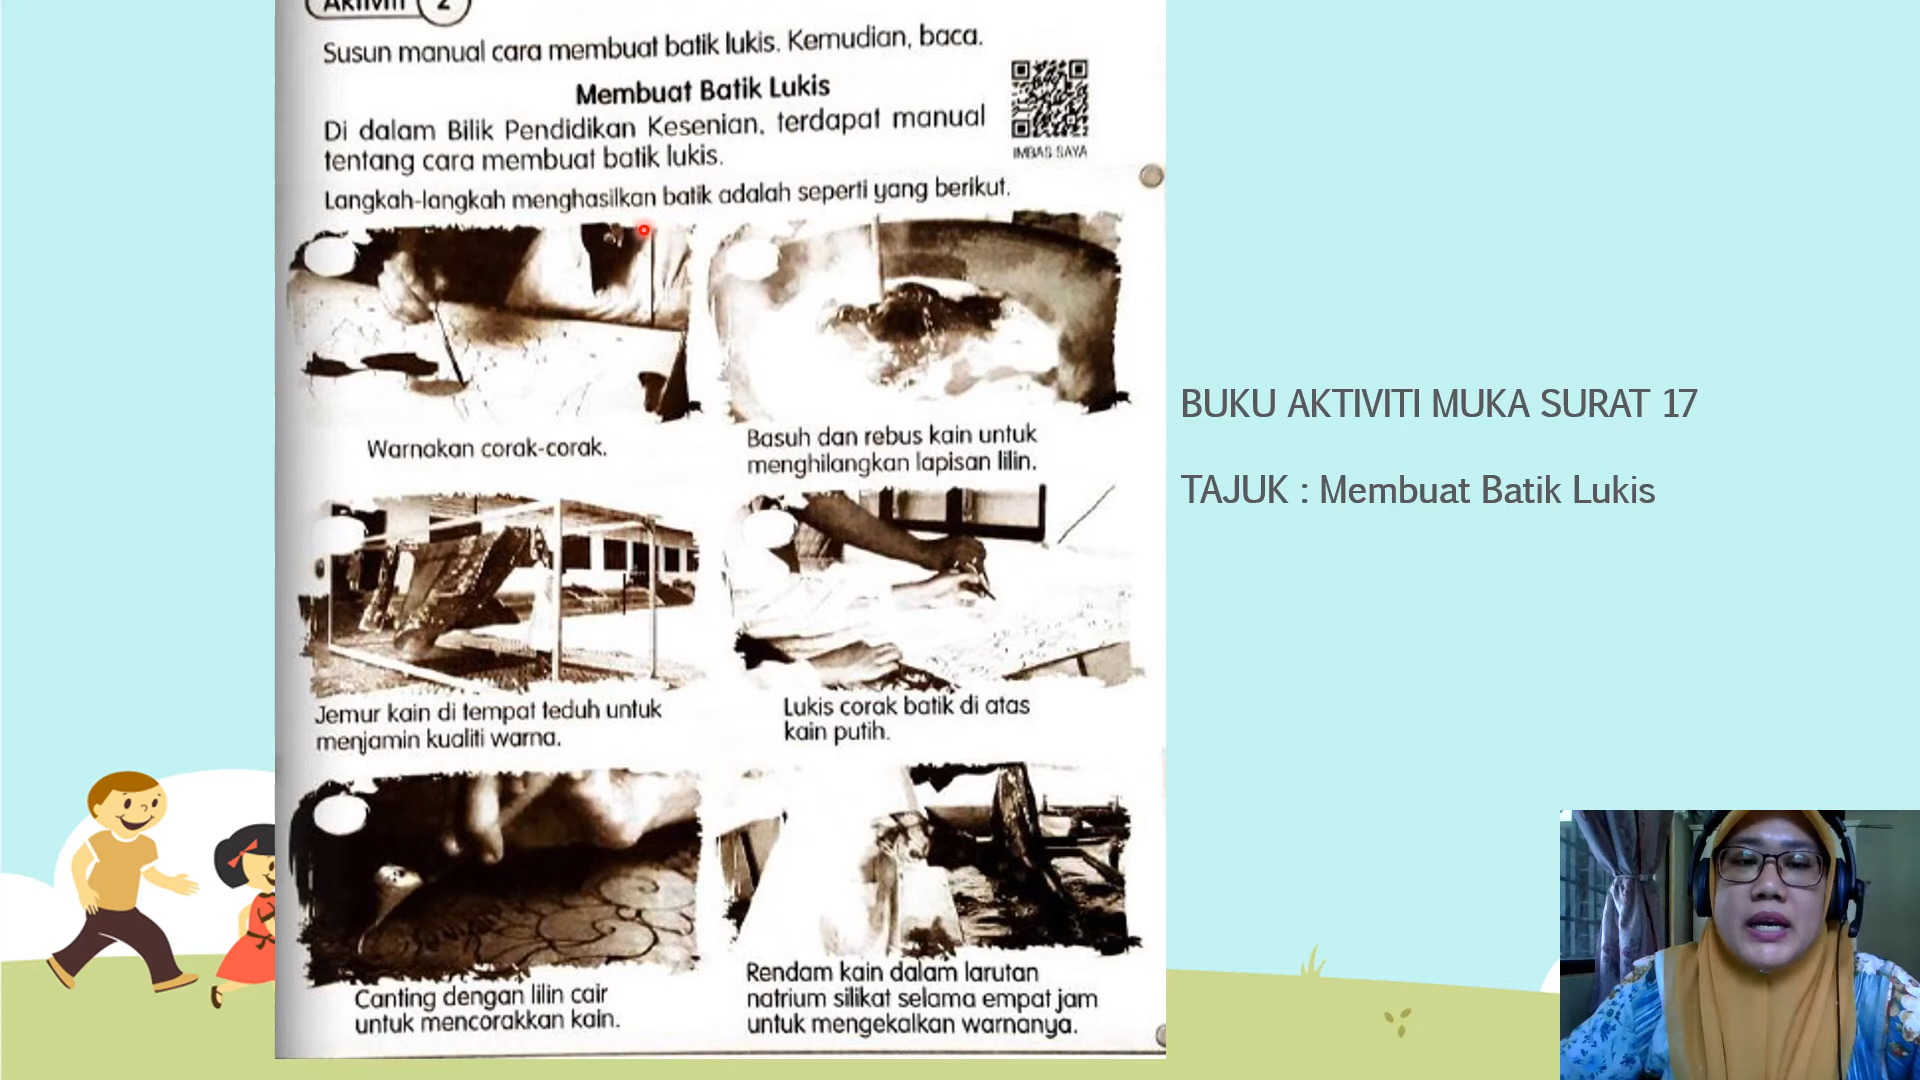 AKTIVITI 2
Susun manual cara membuat batik lukis. Kemudian, baca.
Membuat Batik Lukis
Di dalam Bilik Pendidikan Kesenian, terdapat manual
tentang cara membuat batik lukis.
IMBAS SAYA
Langkah-langkah menghasilkan batik adalah seperti yang berikut.
Warnakan corak-corak.
Basuh dan rebus kain untuk
menghilangkan lapisan lilin.
Jemur kain di tempat teduh untuk
menjamin kualiti warna.
Lukis corak batik di atas
kain putih.
Canting dengan lilin cair
untuk mencorakkan kain.
Rendam kain dalam larutan
natrium silikat selama empat jam
untuk mengekalkan warnanya.
BUKU AKTIVITI MUKA SURAT 17
TAJUK : Membuat Batik Lukis